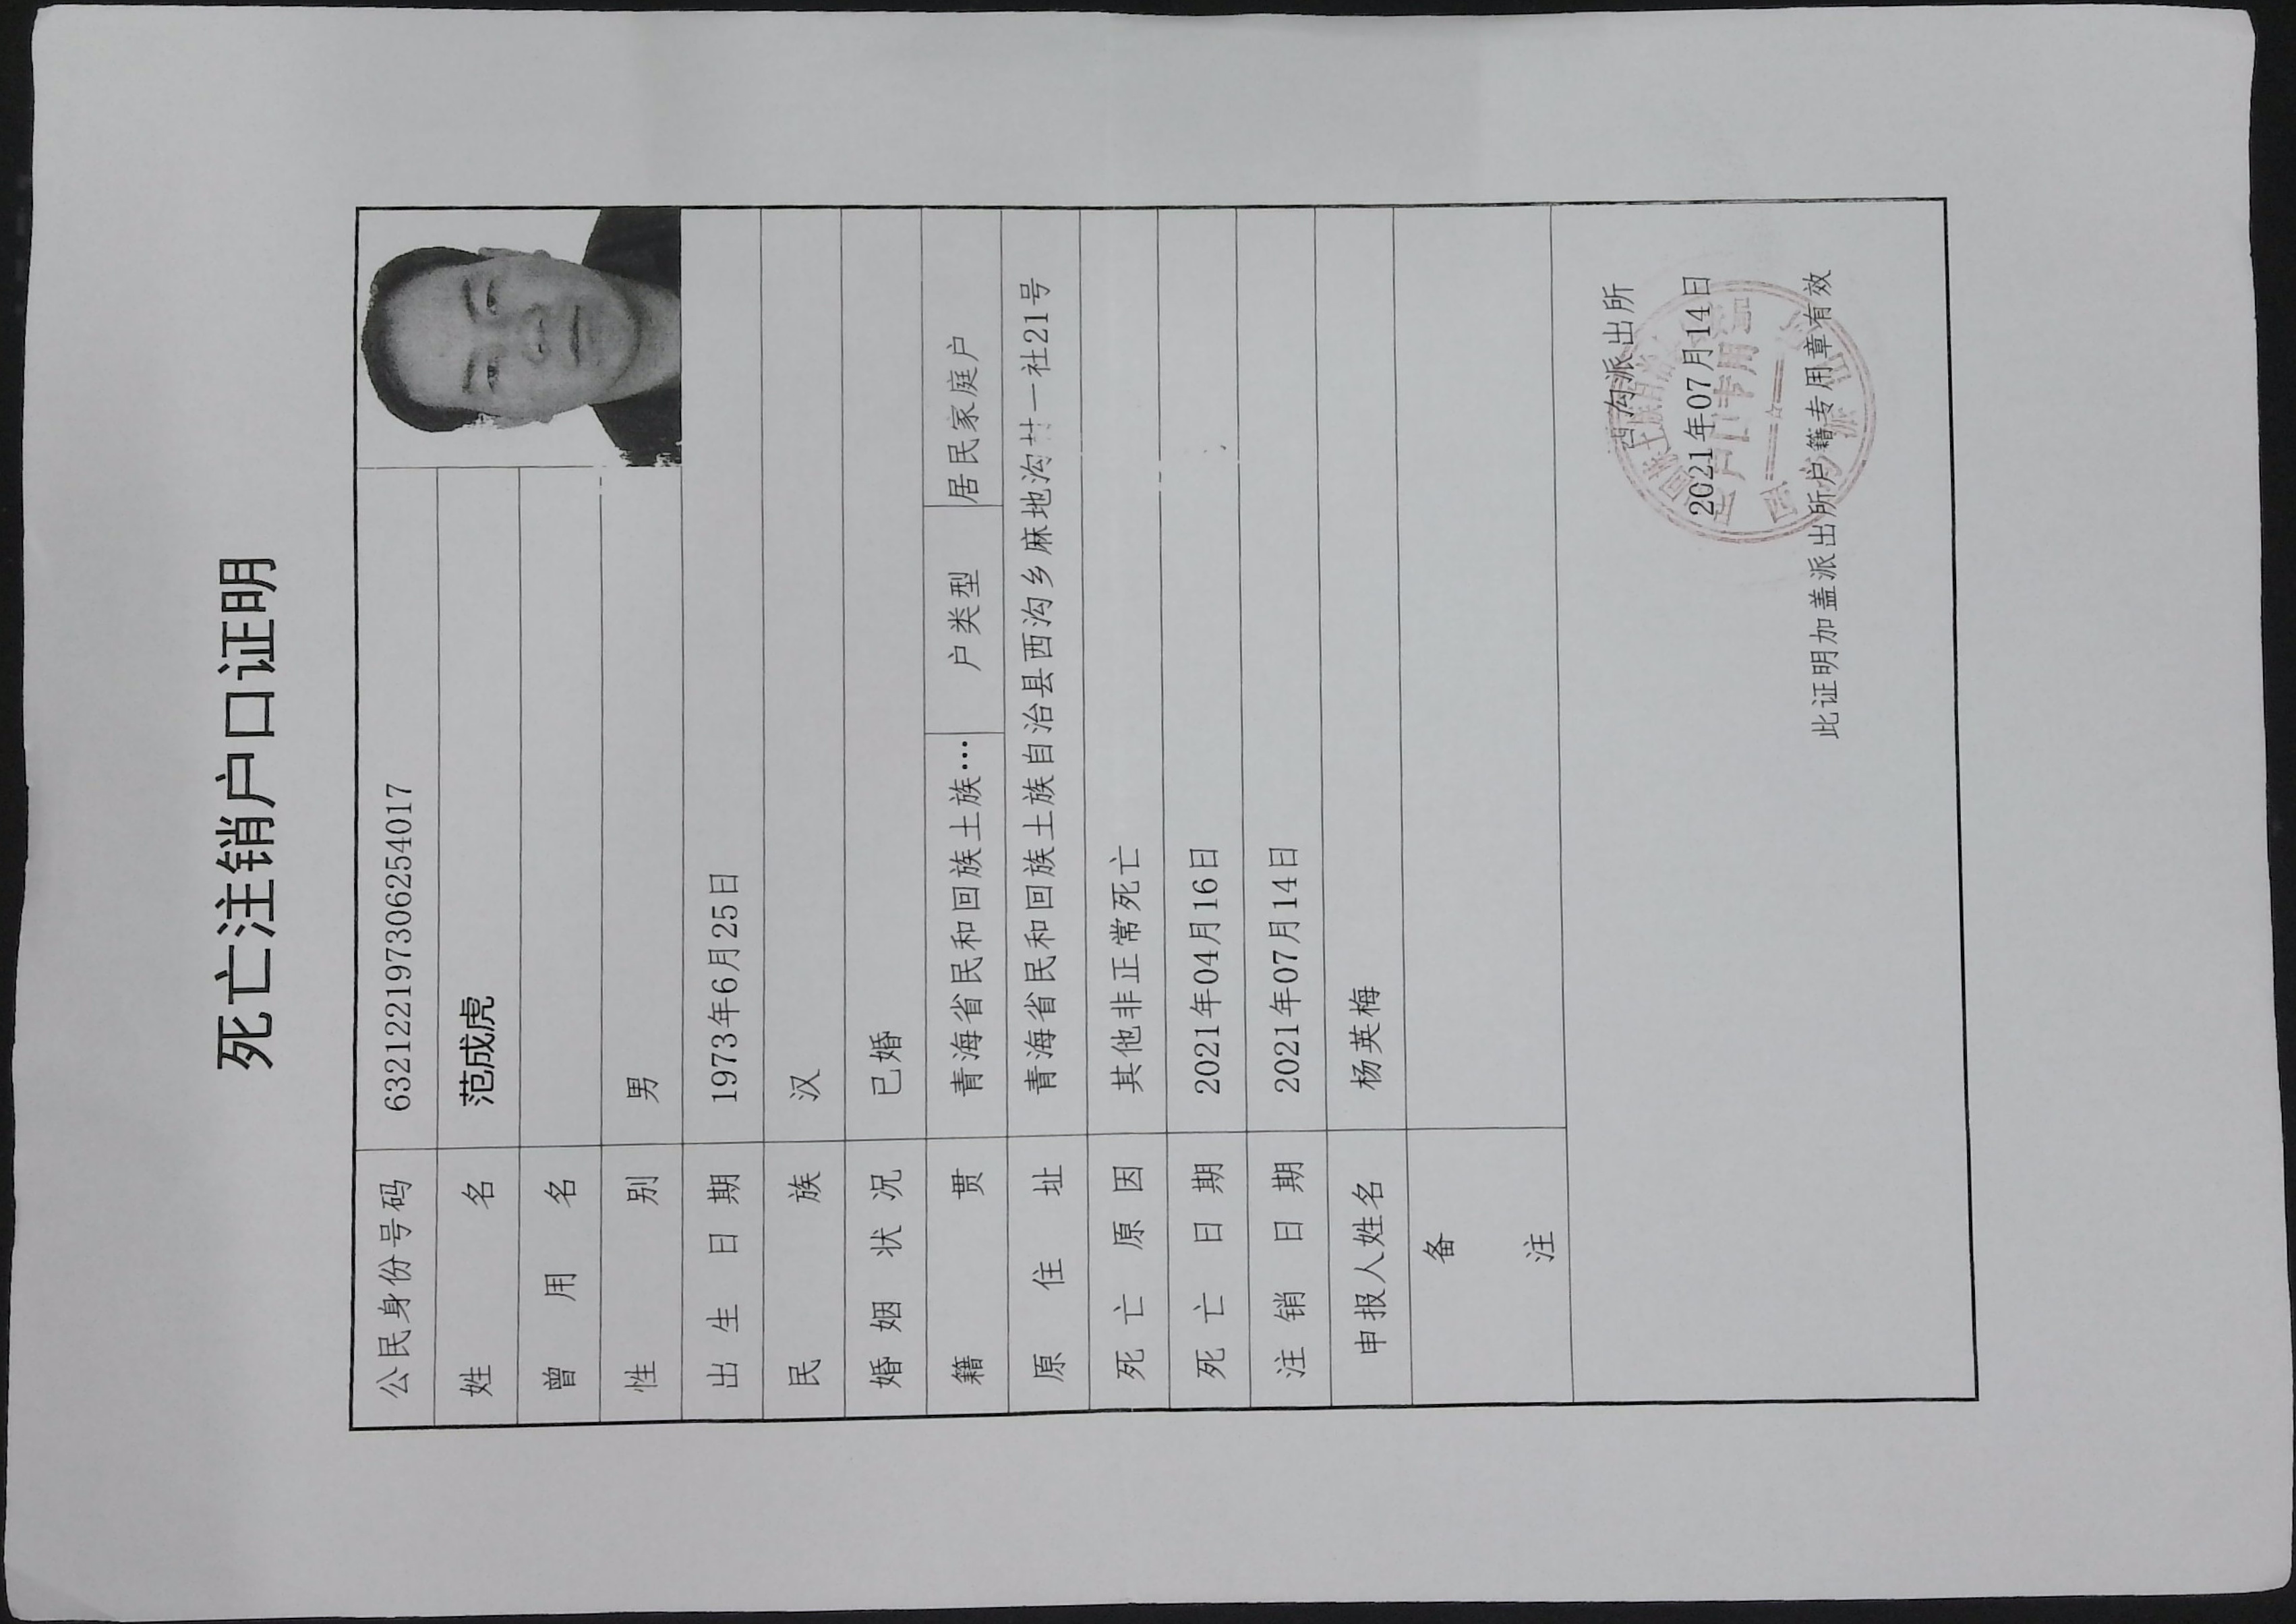 死亡注销户口证明
公民身份号码 632122197306254017
姓名 范成虎
曾用名
性别 男
出生日期 1973年6月25日
民族 汉
婚姻状况 已婚
籍贯 青海省民和回族土族… 户类型 居民家庭户
原住址 青海省民和回族土族自治县西沟乡麻地沟村一社21号
死亡原因 其他非正常死亡
死亡日期 2021年04月16日
注销日期 2021年07月14日
申报人姓名 杨英梅
备注
西沟派出所
回族土族自治
2021年07月14日
户口专用
此证明加盖派出所户籍专用章有效